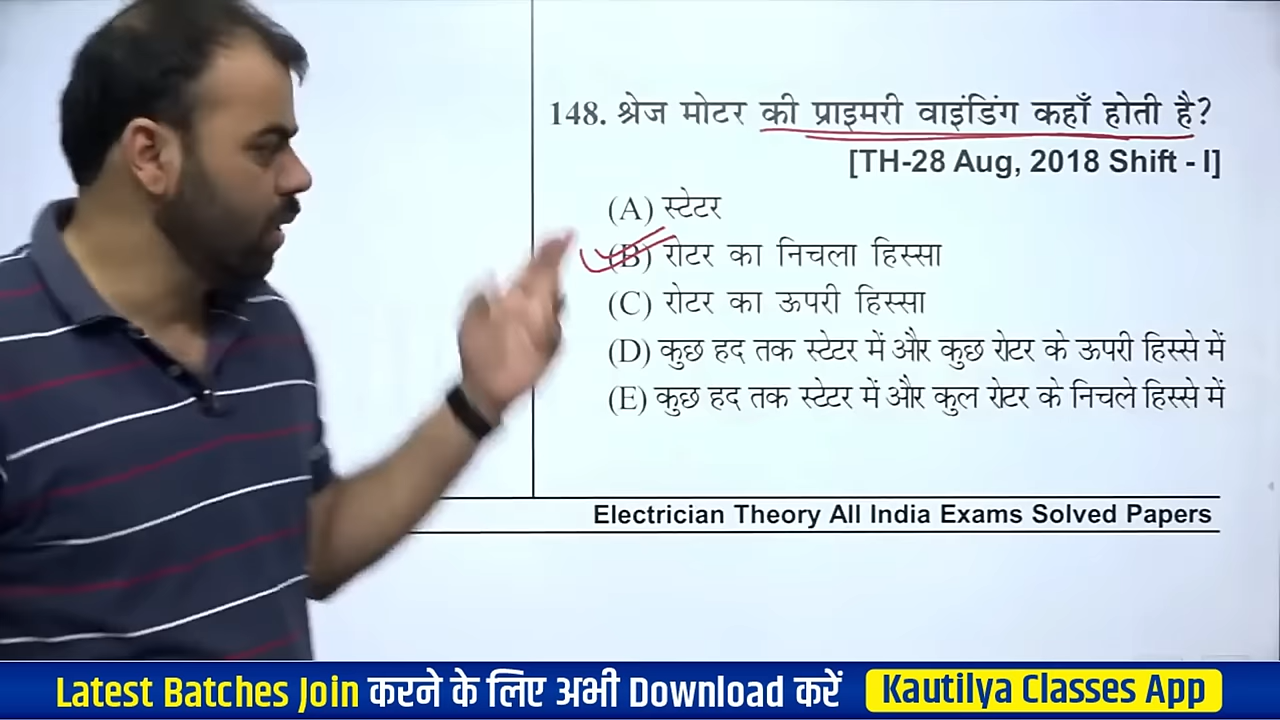 148. श्रेज मोटर की प्राइमरी वाइंडिंग कहाँ होती है?
[TH-28 Aug, 2018 Shift - I]
(A) स्टेटर
(B) रोटर का निचला हिस्सा
(C) रोटर का ऊपरी हिस्सा
(D) कुछ हद तक स्टेटर में और कुछ रोटर के ऊपरी हिस्से में
(E) कुछ हद तक स्टेटर में और कुल रोटर के निचले हिस्से में
Electrician Theory All India Exams Solved Papers
Latest Batches Join करने के लिए अभी Download करें Kautilya Classes App